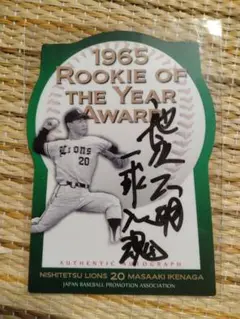 1965
ROOKIE OF
THE YEAR
AWARD
Lions
20
池永正明
一球入魂
AUTHENTIC AUTOGRAPH
NISHITETSU LIONS 20 MASAAKI IKENAGA
JAPAN BASEBALL PROMOTION ASSOCIATION